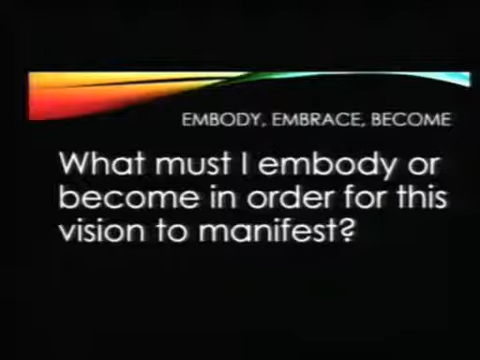 EMBODY, EMBRACE, BECOME
What must I embody or
become in order for this
vision to manifest?